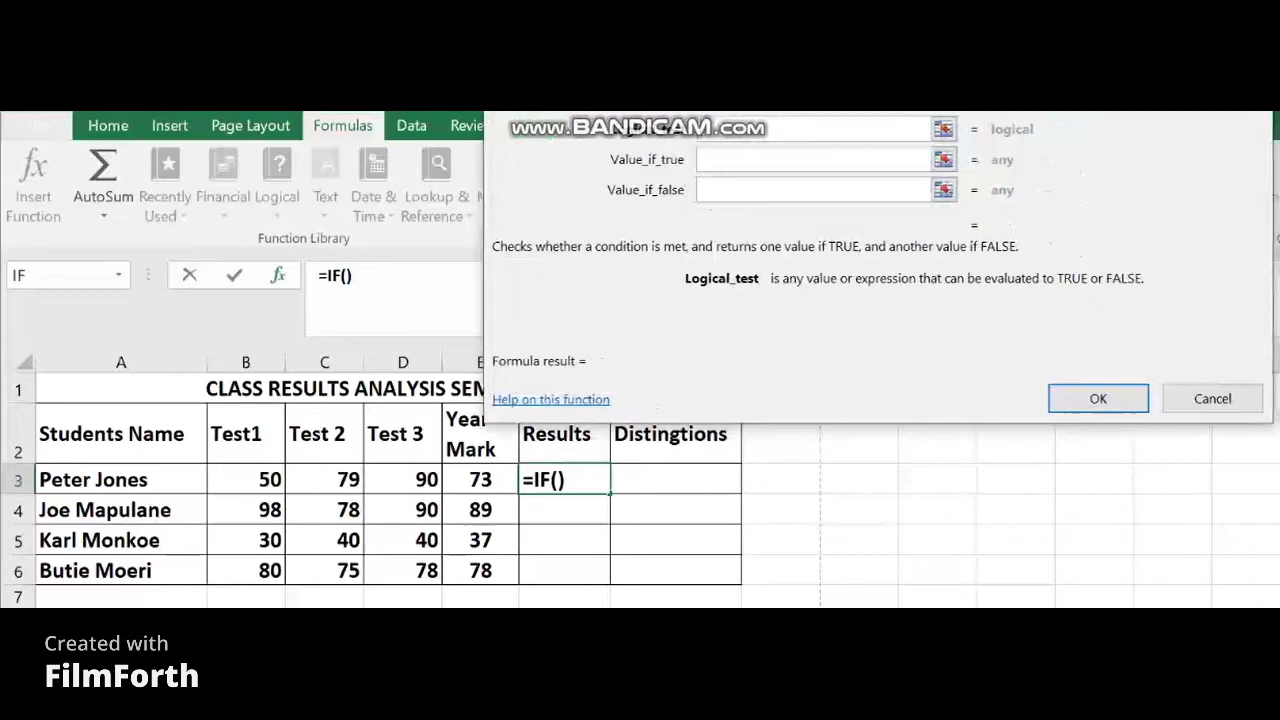 Home Insert Page Layout Formulas Data Revie
www.BANDICAM.com
= logical
Value_if_true = any
Value_if_false = any
=
Insert Function
AutoSum
Recently Used
Financial
Logical
Text
Date & Time
Lookup & Reference
Function Library
Checks whether a condition is met, and returns one value if TRUE, and another value if FALSE.
Logical_test is any value or expression that can be evaluated to TRUE or FALSE.
IF fx =IF()
Formula result =
Help on this function OK Cancel
A B C D E
1 CLASS RESULTS ANALYSIS SEM
2 Students Name Test1 Test 2 Test 3 Year Mark Results Distingtions
3 Peter Jones 50 79 90 73 =IF()
4 Joe Mapulane 98 78 90 89
5 Karl Monkoe 30 40 40 37
6 Butie Moeri 80 75 78 78
7
Created with
FilmForth